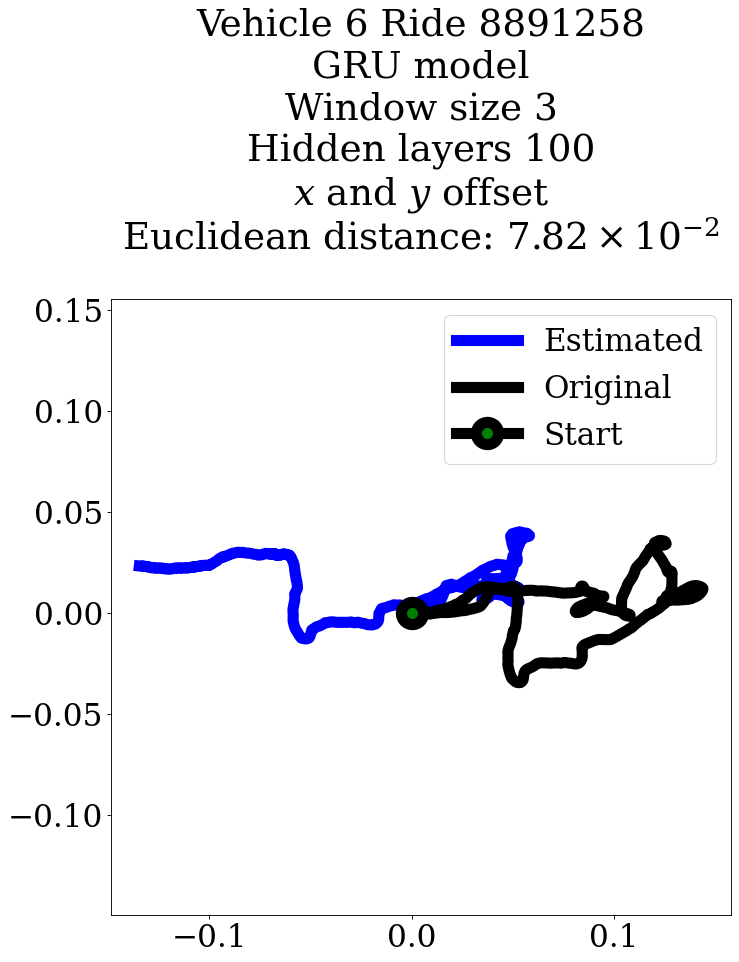 Vehicle 6 Ride 8891258
GRU model
Window size 3
Hidden layers 100
x and y offset
Euclidean distance: 7.82 × 10⁻²
Estimated
Original
Start
0.15
0.10
0.05
0.00
−0.05
−0.10
−0.1 0.0 0.1